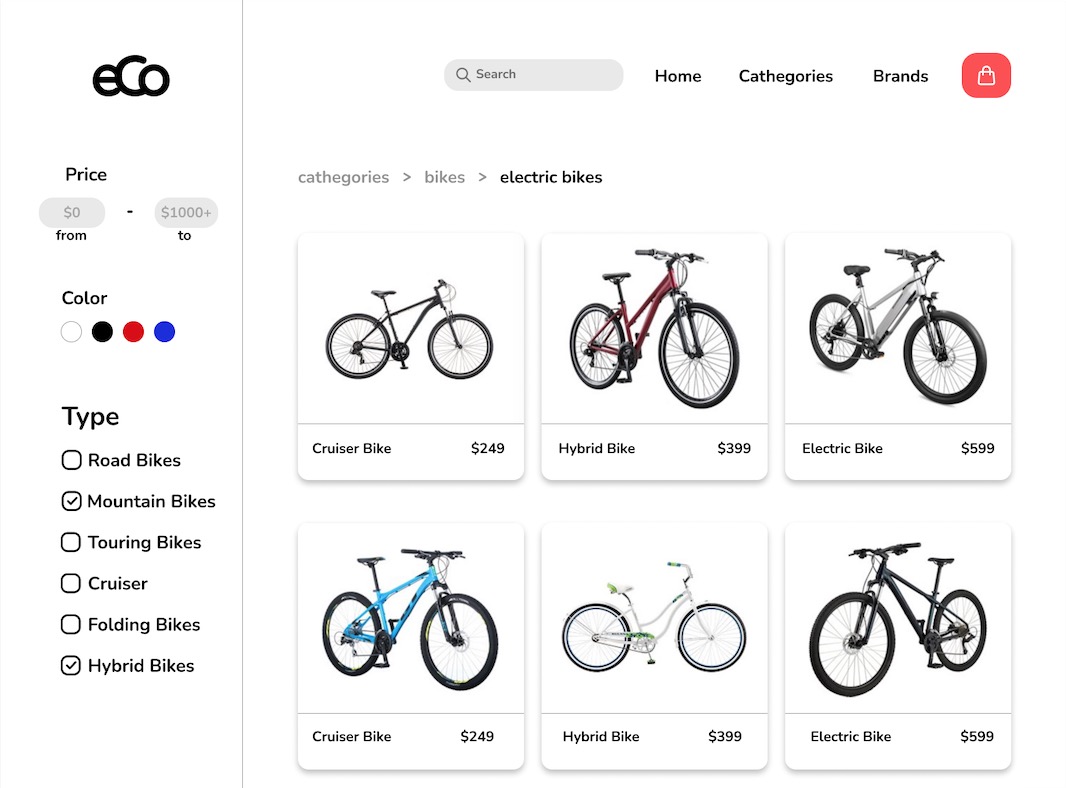 eCo
Search
Home
Cathegories
Brands
Price
$0 - $1000+
from to
Color
Type
Road Bikes
Mountain Bikes
Touring Bikes
Cruiser
Folding Bikes
Hybrid Bikes
cathegories > bikes > electric bikes
Cruiser Bike $249
Hybrid Bike $399
Electric Bike $599
Cruiser Bike $249
Hybrid Bike $399
Electric Bike $599